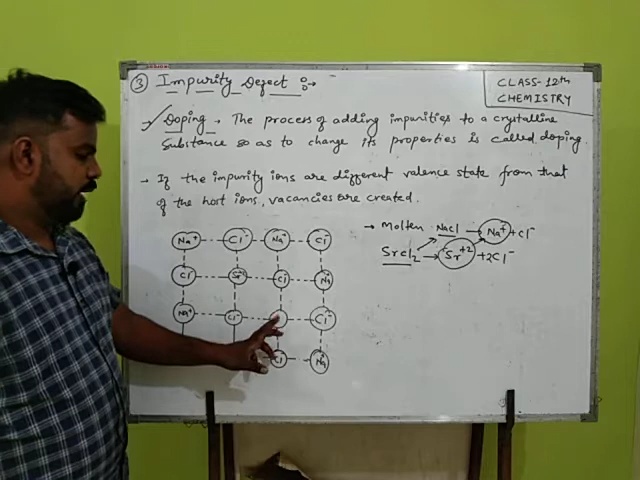 ③ Impurity Defect :→
CLASS-12th
CHEMISTRY
Doping → The process of adding impurities to a crystalline
Substance so as to change its properties is called doping.
→ If the impurity ions are different valence state from that
of the host ions, vacancies are created.
→ Molten NaCl → Na⁺ + Cl⁻
SrCl₂ → Sr⁺² + 2Cl⁻
Na⁺ Cl⁻ Na⁺ Cl⁻
Cl⁻ Sr⁺² Cl⁻ Na⁺
Na⁺ Cl⁻ Cl⁻
Cl⁻ Na⁺